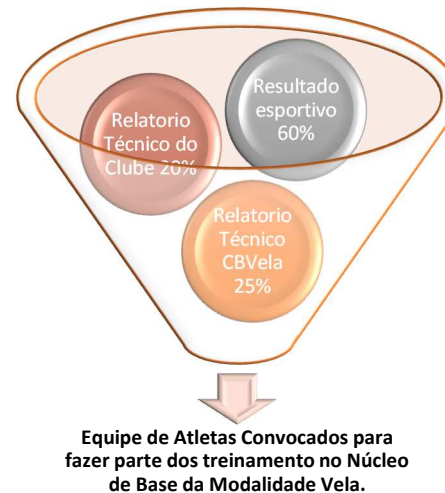 Resultado
esportivo
60%
Relatorio
Técnico do
Clube 20%
Relatorio
Técnico
CBVela
25%
Equipe de Atletas Convocados para
fazer parte dos treinamento no Núcleo
de Base da Modalidade Vela.